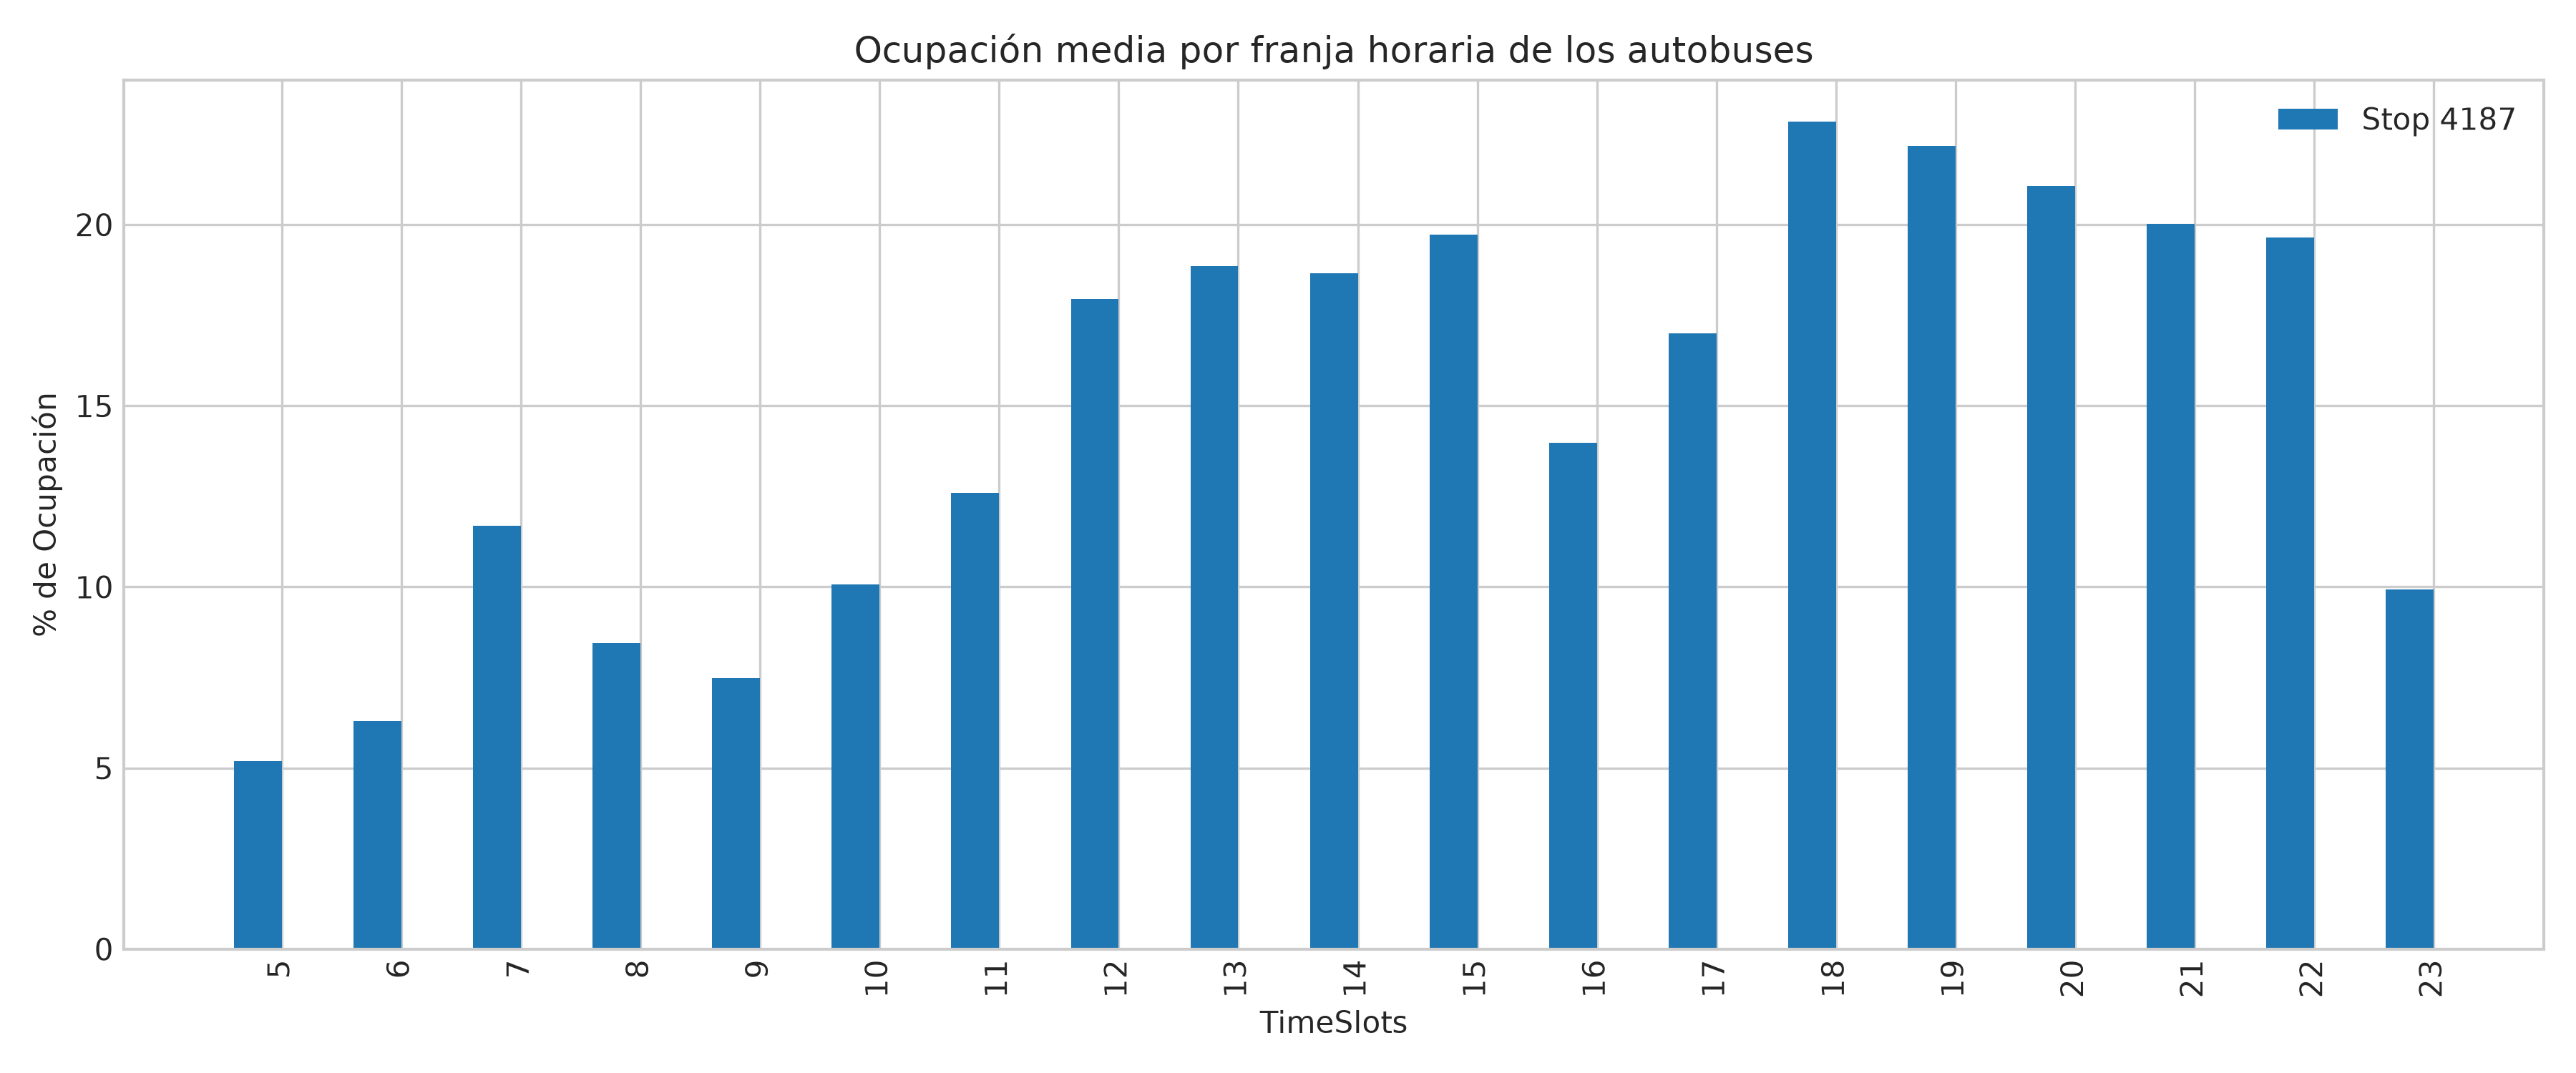 Ocupación media por franja horaria de los autobuses
Stop 4187
% de Ocupación
20
15
10
5
0
5 6 7 8 9 10 11 12 13 14 15 16 17 18 19 20 21 22 23
TimeSlots